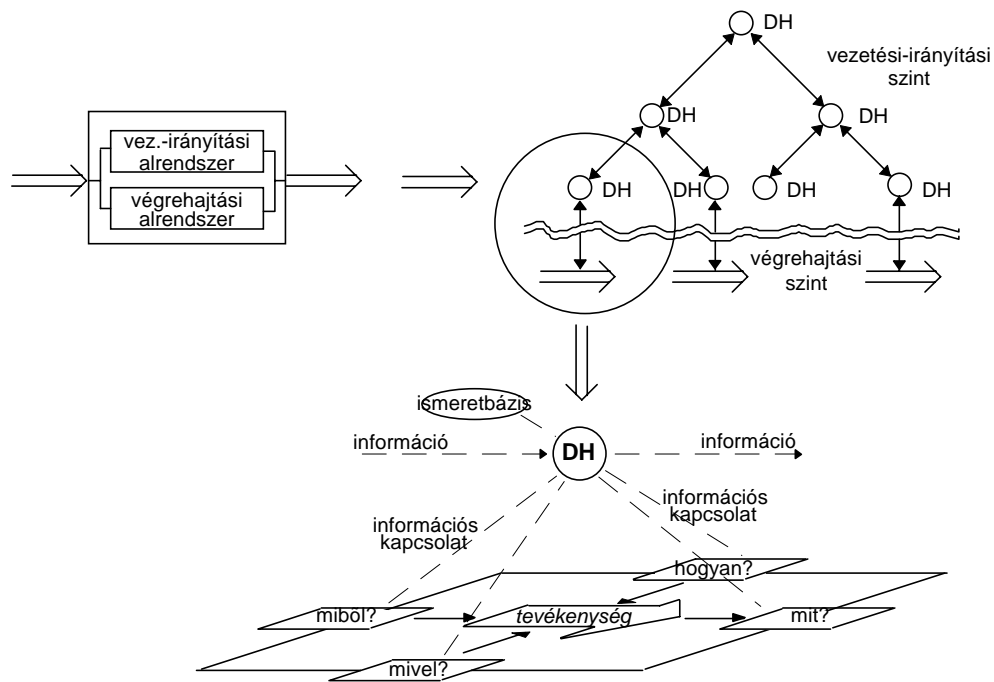 DH
vezetési-irányítási
szint
vez.-irányítási
alrendszer
végrehajtási
alrendszer
DH
DH
DH
DH
DH
DH
végrehajtási
szint
ismeretbázis
információ
DH
információ
információs
kapcsolat
információs
kapcsolat
hogyan?
miből?
tevékenység
mit?
mivel?